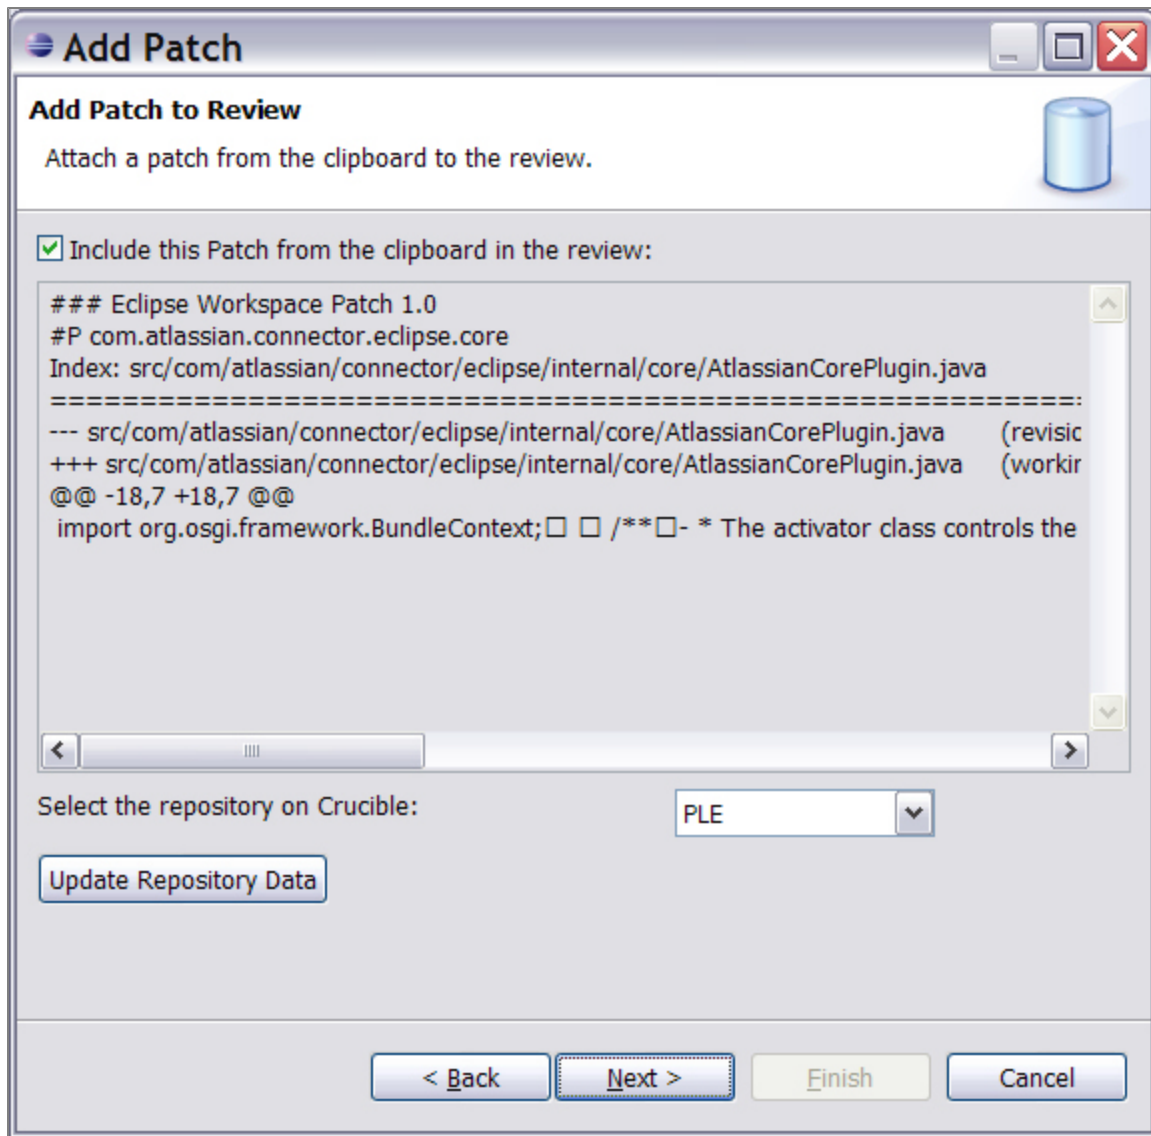 Add Patch
Add Patch to Review
Attach a patch from the clipboard to the review.
Include this Patch from the clipboard in the review:
### Eclipse Workspace Patch 1.0
#P com.atlassian.connector.eclipse.core
Index: src/com/atlassian/connector/eclipse/internal/core/AtlassianCorePlugin.java
===========================================================
--- src/com/atlassian/connector/eclipse/internal/core/AtlassianCorePlugin.java (revisic
+++ src/com/atlassian/connector/eclipse/internal/core/AtlassianCorePlugin.java (workir
@@ -18,7 +18,7 @@
import org.osgi.framework.BundleContext;□ □ /**□- * The activator class controls the
Select the repository on Crucible:
PLE
Update Repository Data
< Back
Next >
Finish
Cancel